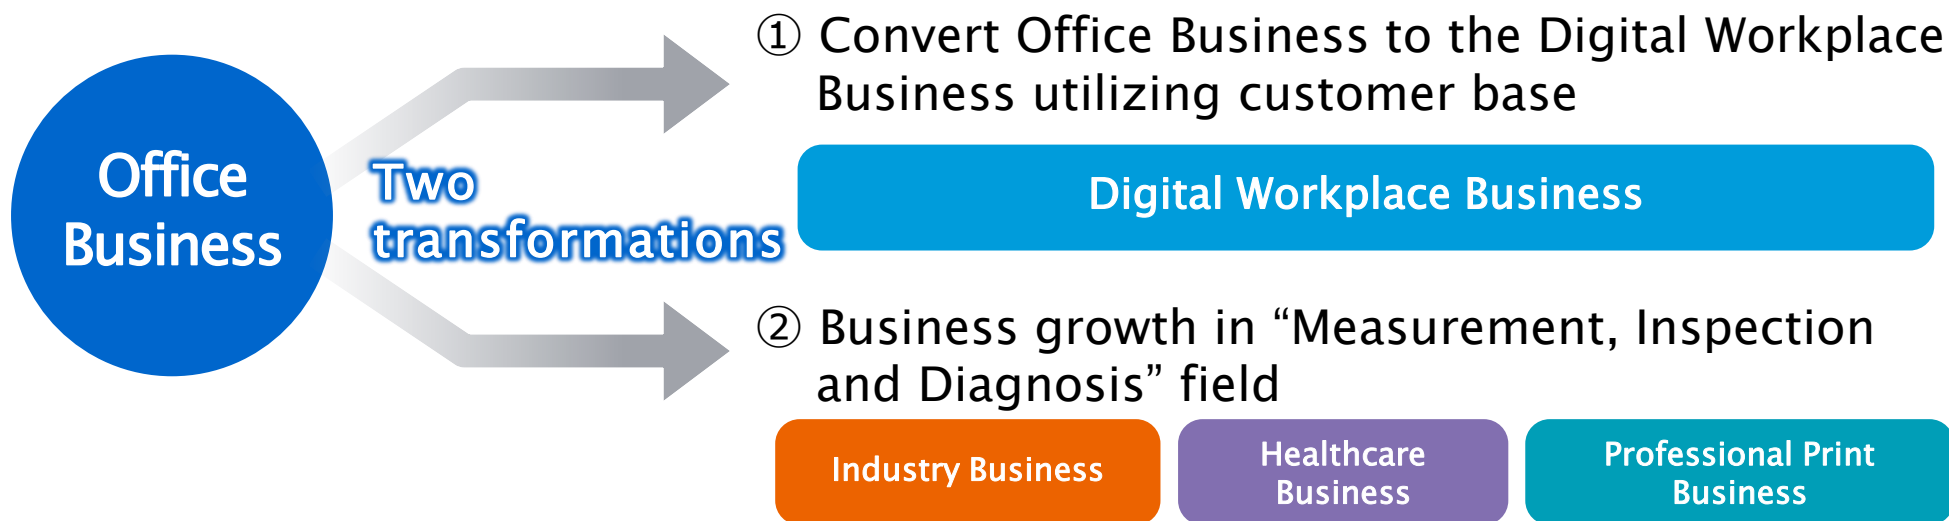 Office
Business
Two
transformations
① Convert Office Business to the Digital Workplace
Business utilizing customer base
Digital Workplace Business
② Business growth in “Measurement, Inspection
and Diagnosis” field
Industry Business
Healthcare
Business
Professional Print
Business